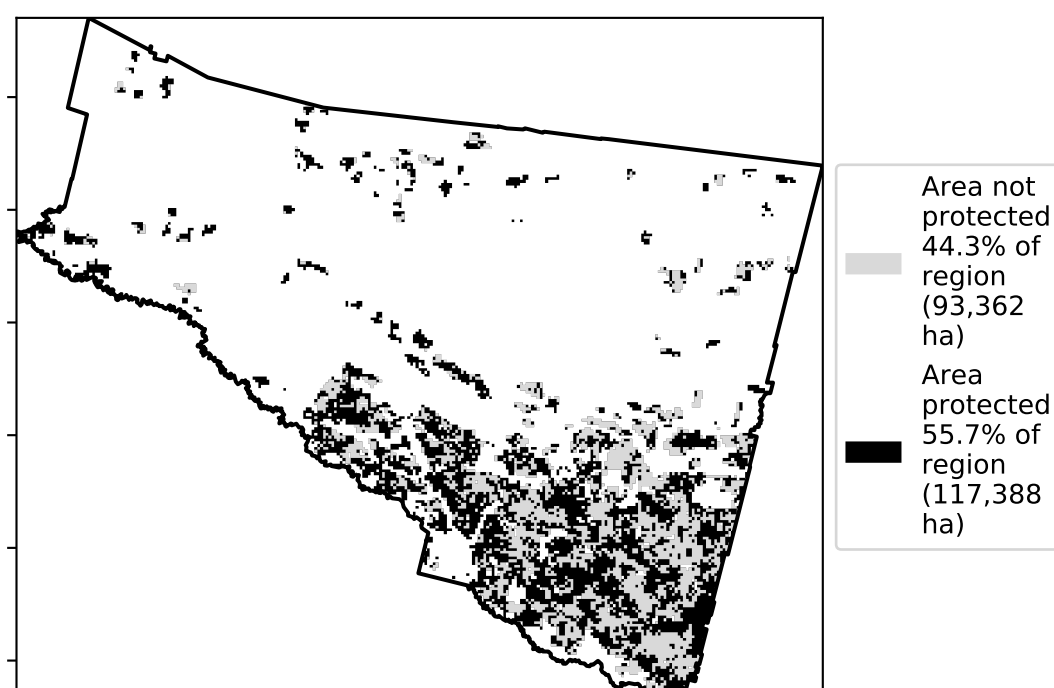 Area not
protected
44.3% of
region
(93,362
ha)
Area
protected
55.7% of
region
(117,388
ha)